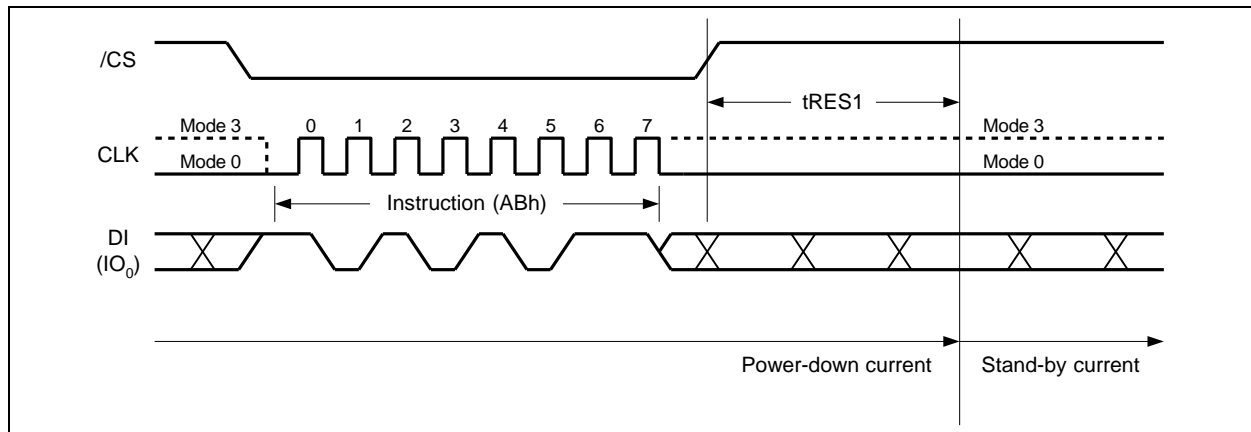 /CS
tRES1
Mode 3 0 1 2 3 4 5 6 7 Mode 3
CLK
Mode 0 Mode 0
Instruction (ABh)
DI
(IO0)
Power-down current Stand-by current